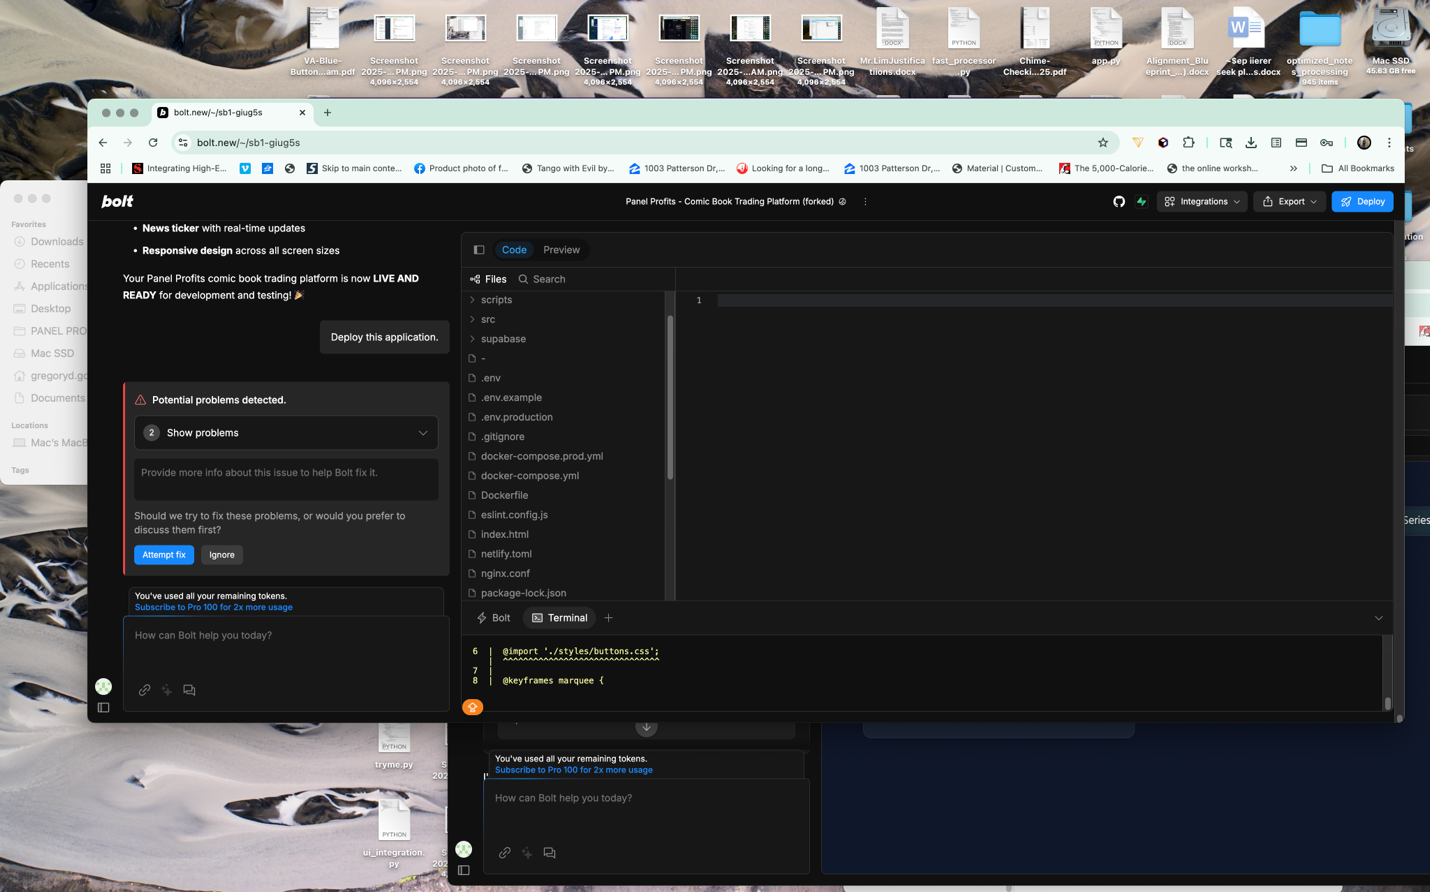 VA-Blue-
Button...am.pdf
Screenshot
2025-... PM.png
4,096×2,554
Screenshot
2025-... PM.png
4,096×2,554
Screenshot
2025-... PM.png
Screenshot
2025-... PM.png
4,096×2,554
Screenshot
2025-... PM.png
4,096×2,554
Screenshot
2025-...AM.png
4,096×2,554
Screenshot
2025-... PM.png
4,096×2,554
DOCX
Mr.LimJustifica
tions.docx
PYTHON
fast_processor
.py
Chime-
Checki...25.pdf
PYTHON
app.py
DOCX
Alignment_Blu
eprint_...).docx
~$ep iierer
seek pl...s.docx
optimized_note
s_processing
945 items
Mac SSD
45.63 GB free
bolt.new/~/sb1-giug5s
bolt.new/~/sb1-giug5s
Integrating High-E...
Skip to main conte...
Product photo of f...
Tango with Evil by...
1003 Patterson Dr,...
Looking for a long...
1003 Patterson Dr,...
Material | Custom...
The 5,000-Calorie...
the online worksh...
»
All Bookmarks
Favorites
Downloads
Recents
Applications
Desktop
PANEL PRO
Mac SSD
gregoryd.go
Documents
Locations
Mac's MacB
Tags
bolt
Panel Profits - Comic Book Trading Platform (forked)
Integrations
Export
Deploy
• News ticker with real-time updates
• Responsive design across all screen sizes
Your Panel Profits comic book trading platform is now LIVE AND
READY for development and testing! 🎉
Deploy this application.
Potential problems detected.
2 Show problems
Provide more info about this issue to help Bolt fix it.
Should we try to fix these problems, or would you prefer to
discuss them first?
Attempt fix
Ignore
You've used all your remaining tokens.
Subscribe to Pro 100 for 2x more usage
How can Bolt help you today?
Code
Preview
Files
Search
scripts
src
supabase
-
.env
.env.example
.env.production
.gitignore
docker-compose.prod.yml
docker-compose.yml
Dockerfile
eslint.config.js
index.html
netlify.toml
nginx.conf
package-lock.json
1
Bolt
Terminal
6 | @import './styles/buttons.css';
| ^^^^^^^^^^^^^^^^^^^^^^^^^^^^^^^
7 |
8 | @keyframes marquee {
Series
PYTHON
tryme.py
PYTHON
ui_integration.
py
You've used all your remaining tokens.
Subscribe to Pro 100 for 2x more usage
How can Bolt help you today?